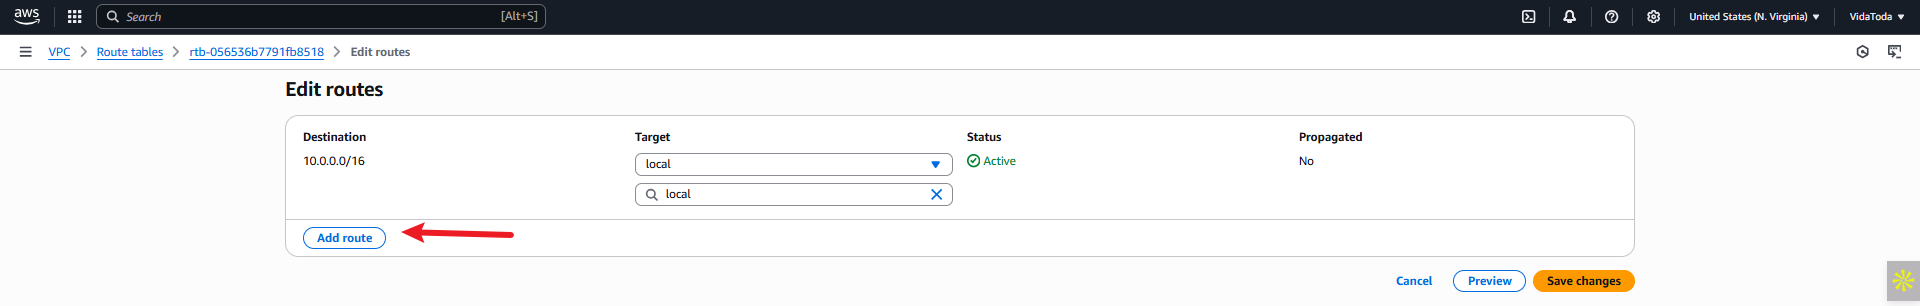 aws
Search [Alt+S]
United States (N. Virginia)
VidaToda
VPC
Route tables
rtb-056536b7791fb8518
Edit routes
Edit routes
Destination Target Status Propagated
10.0.0.0/16 local Active No
local
Add route
Cancel Preview Save changes